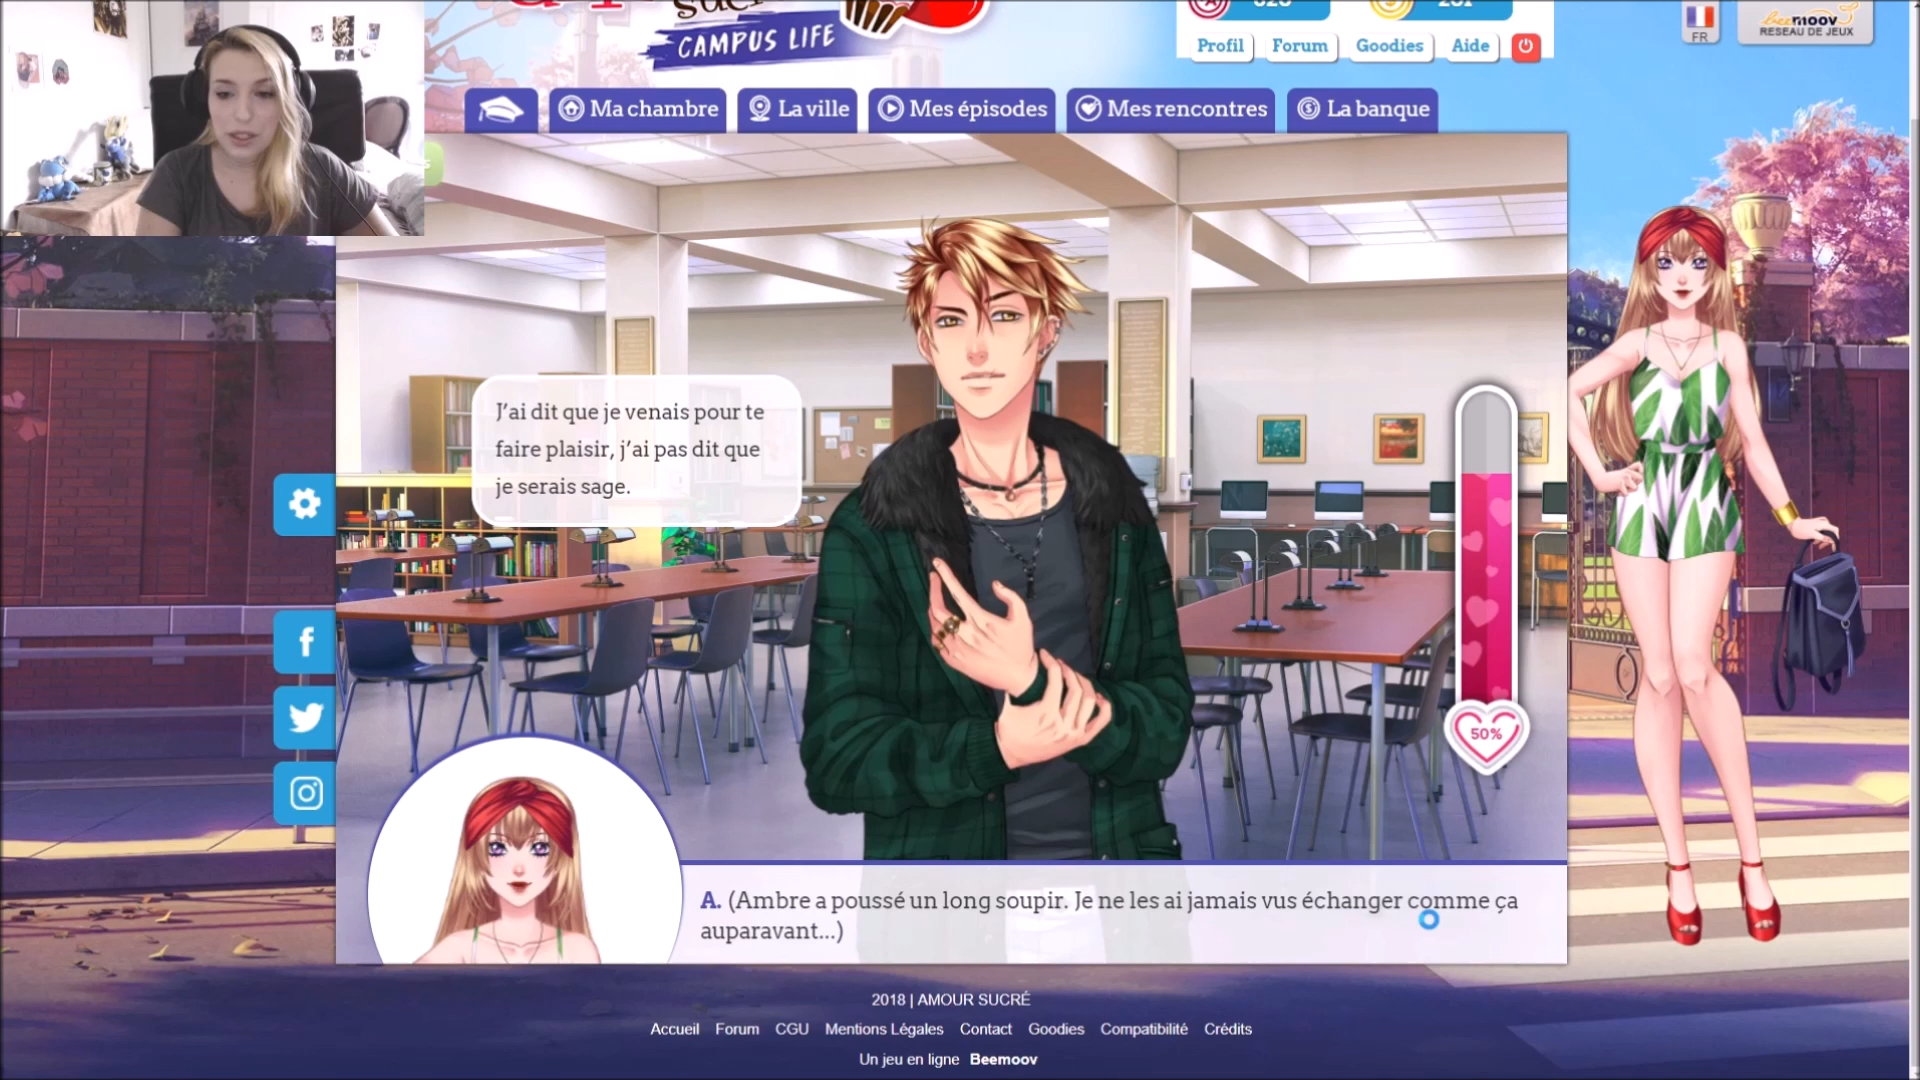 CAMPUS LIFE
Profil Forum Goodies Aide
FR
beemoov
RESEAU DE JEUX
Ma chambre La ville Mes épisodes Mes rencontres La banque
J'ai dit que je venais pour te
faire plaisir, j'ai pas dit que
je serais sage.
50%
A. (Ambre a poussé un long soupir. Je ne les ai jamais vus échanger comme ça
auparavant...)
2018 | AMOUR SUCRÉ
Accueil Forum CGU Mentions Légales Contact Goodies Compatibilité Crédits
Un jeu en ligne Beemoov